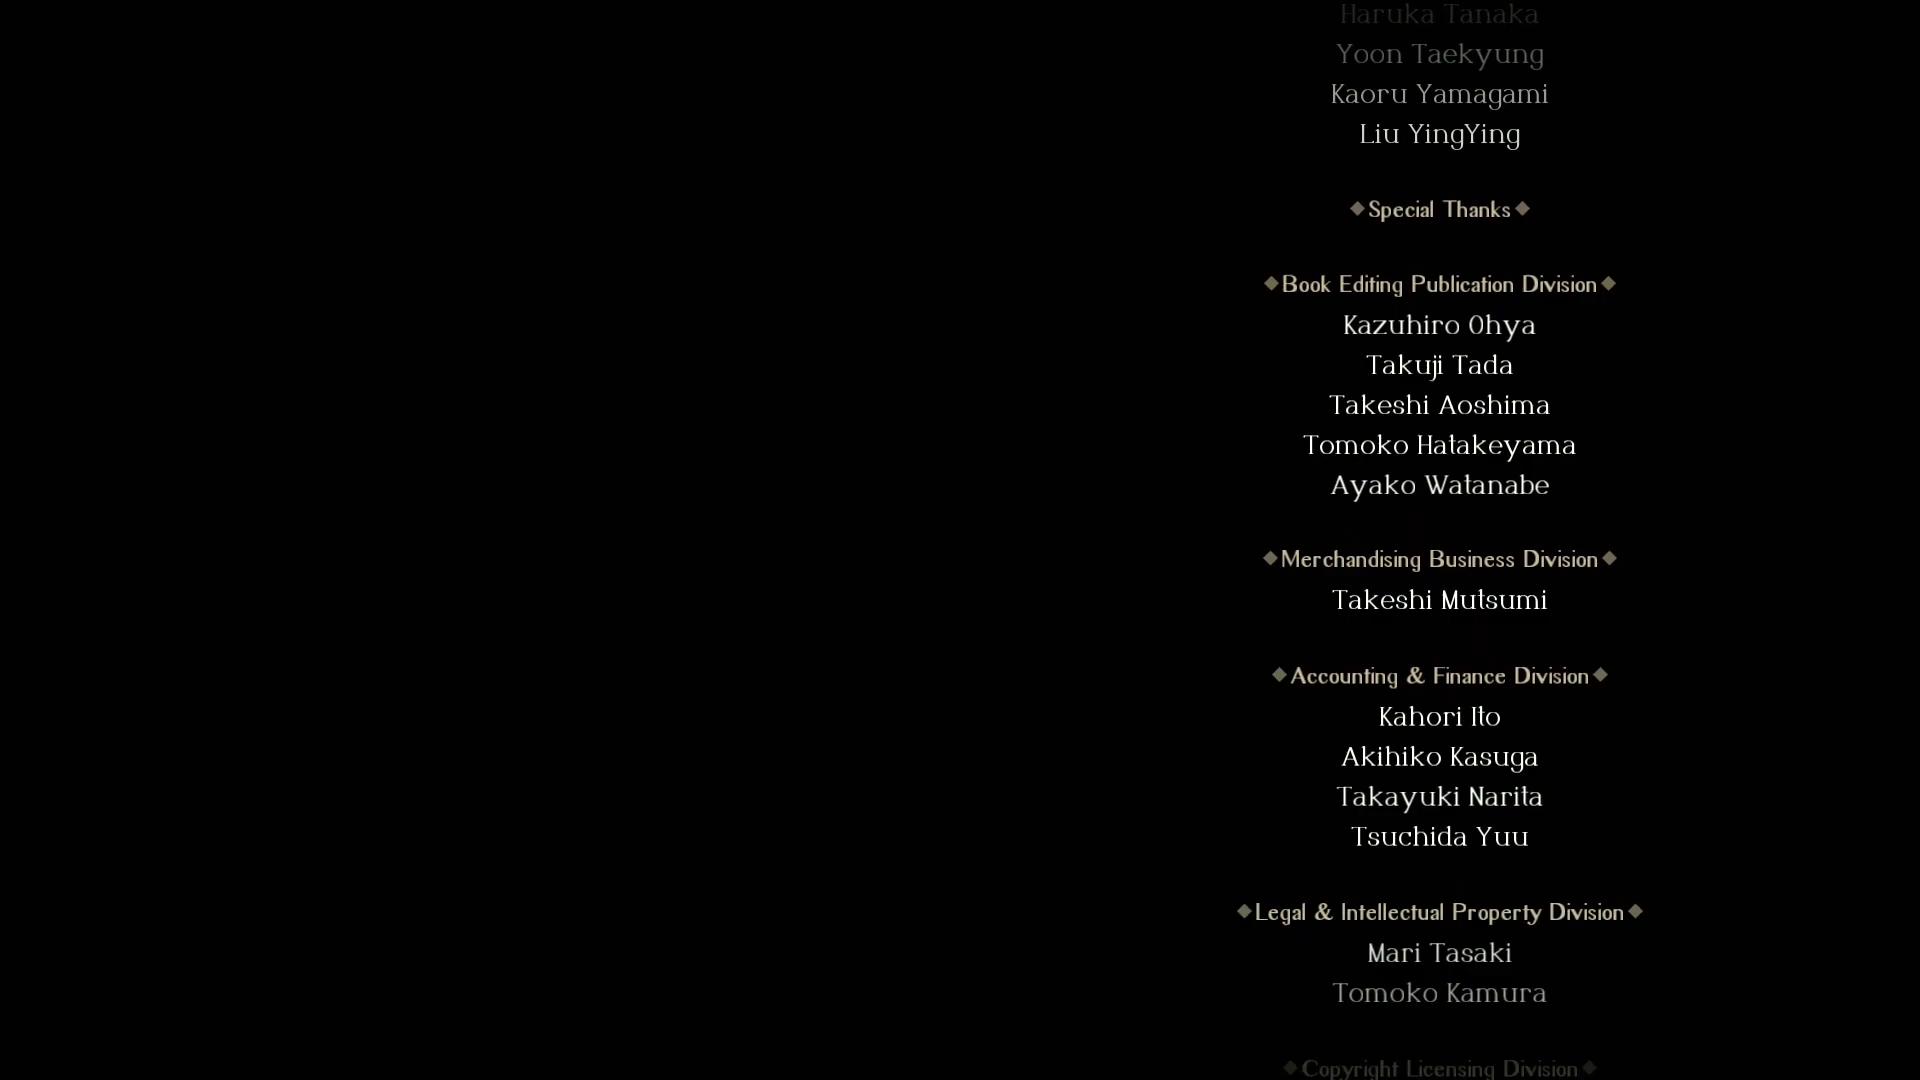 Haruka Tanaka
Yoon Taekyung
Kaoru Yamagami
Liu YingYing
◆Special Thanks◆
◆Book Editing Publication Division◆
Kazuhiro Ohya
Takuji Tada
Takeshi Aoshima
Tomoko Hatakeyama
Ayako Watanabe
◆Merchandising Business Division◆
Takeshi Mutsumi
◆Accounting & Finance Division◆
Kahori Ito
Akihiko Kasuga
Takayuki Narita
Tsuchida Yuu
◆Legal & Intellectual Property Division◆
Mari Tasaki
Tomoko Kamura
◆Copyright Licensing Division◆